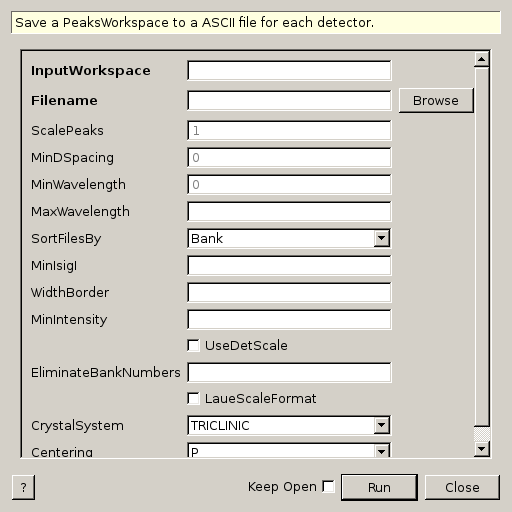 Save a PeaksWorkspace to a ASCII file for each detector.
InputWorkspace
Filename Browse
ScalePeaks 1
MinDSpacing 0
MinWavelength 0
MaxWavelength
SortFilesBy Bank
MinIsigI
WidthBorder
MinIntensity
UseDetScale
EliminateBankNumbers
LaueScaleFormat
CrystalSystem TRICLINIC
Centering P
? Keep Open Run Close